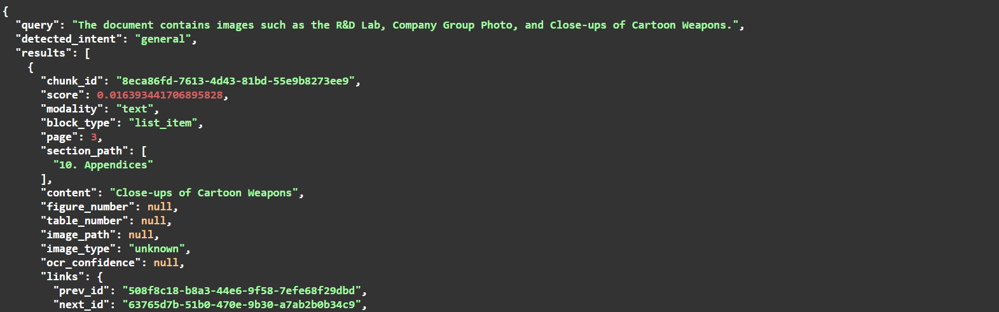 {
  "query": "The document contains images such as the R&D Lab, Company Group Photo, and Close-ups of Cartoon Weapons.",
  "detected_intent": "general",
  "results": [
    {
      "chunk_id": "8eca86fd-7613-4d43-81bd-55e9b8273ee9",
      "score": 0.016393441706895828,
      "modality": "text",
      "block_type": "list_item",
      "page": 3,
      "section_path": [
        "10. Appendices"
      ],
      "content": "Close-ups of Cartoon Weapons",
      "figure_number": null,
      "table_number": null,
      "image_path": null,
      "image_type": "unknown",
      "ocr_confidence": null,
      "links": {
        "prev_id": "508f8c18-b8a3-44e6-9f58-7efe68f29dbd",
        "next_id": "63765d7b-51b0-470e-9b30-a7ab2b0b34c9",